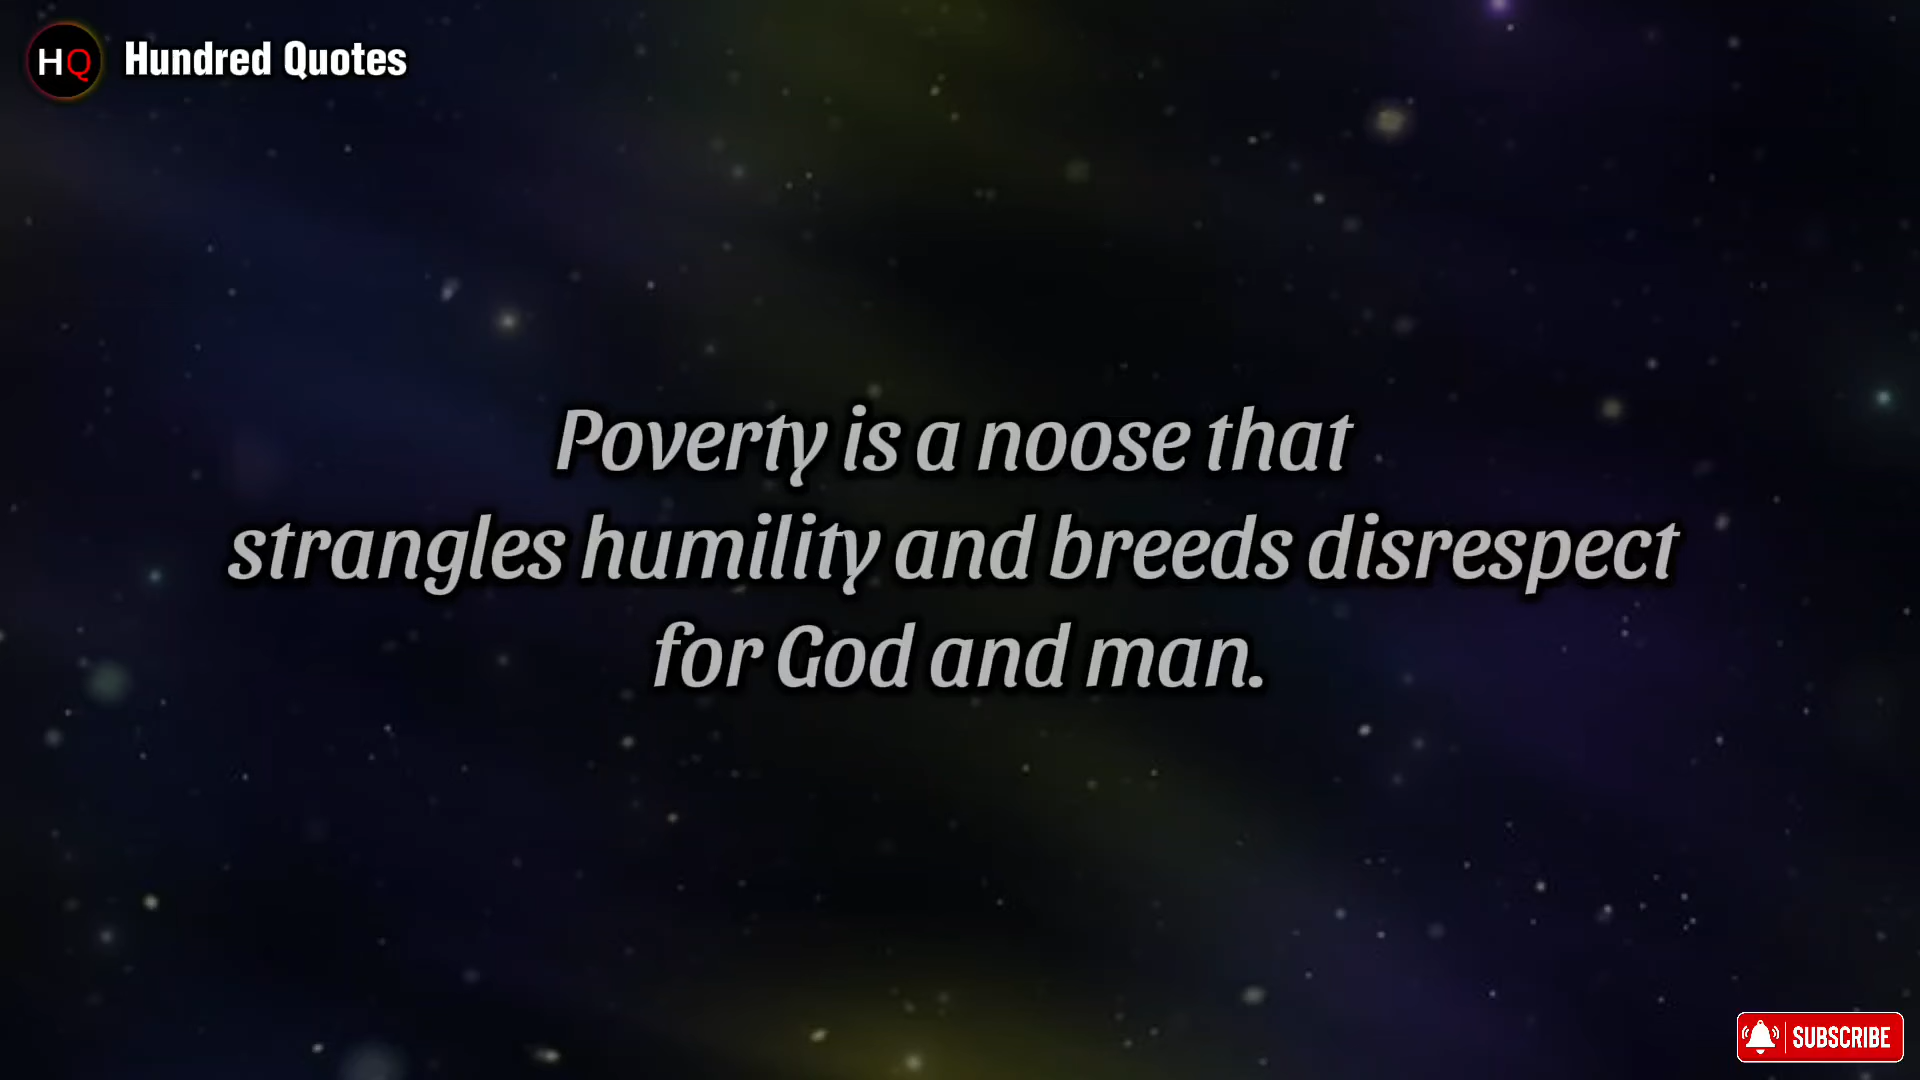 HQ Hundred Quotes
Poverty is a noose that
strangles humility and breeds disrespect
for God and man.
SUBSCRIBE